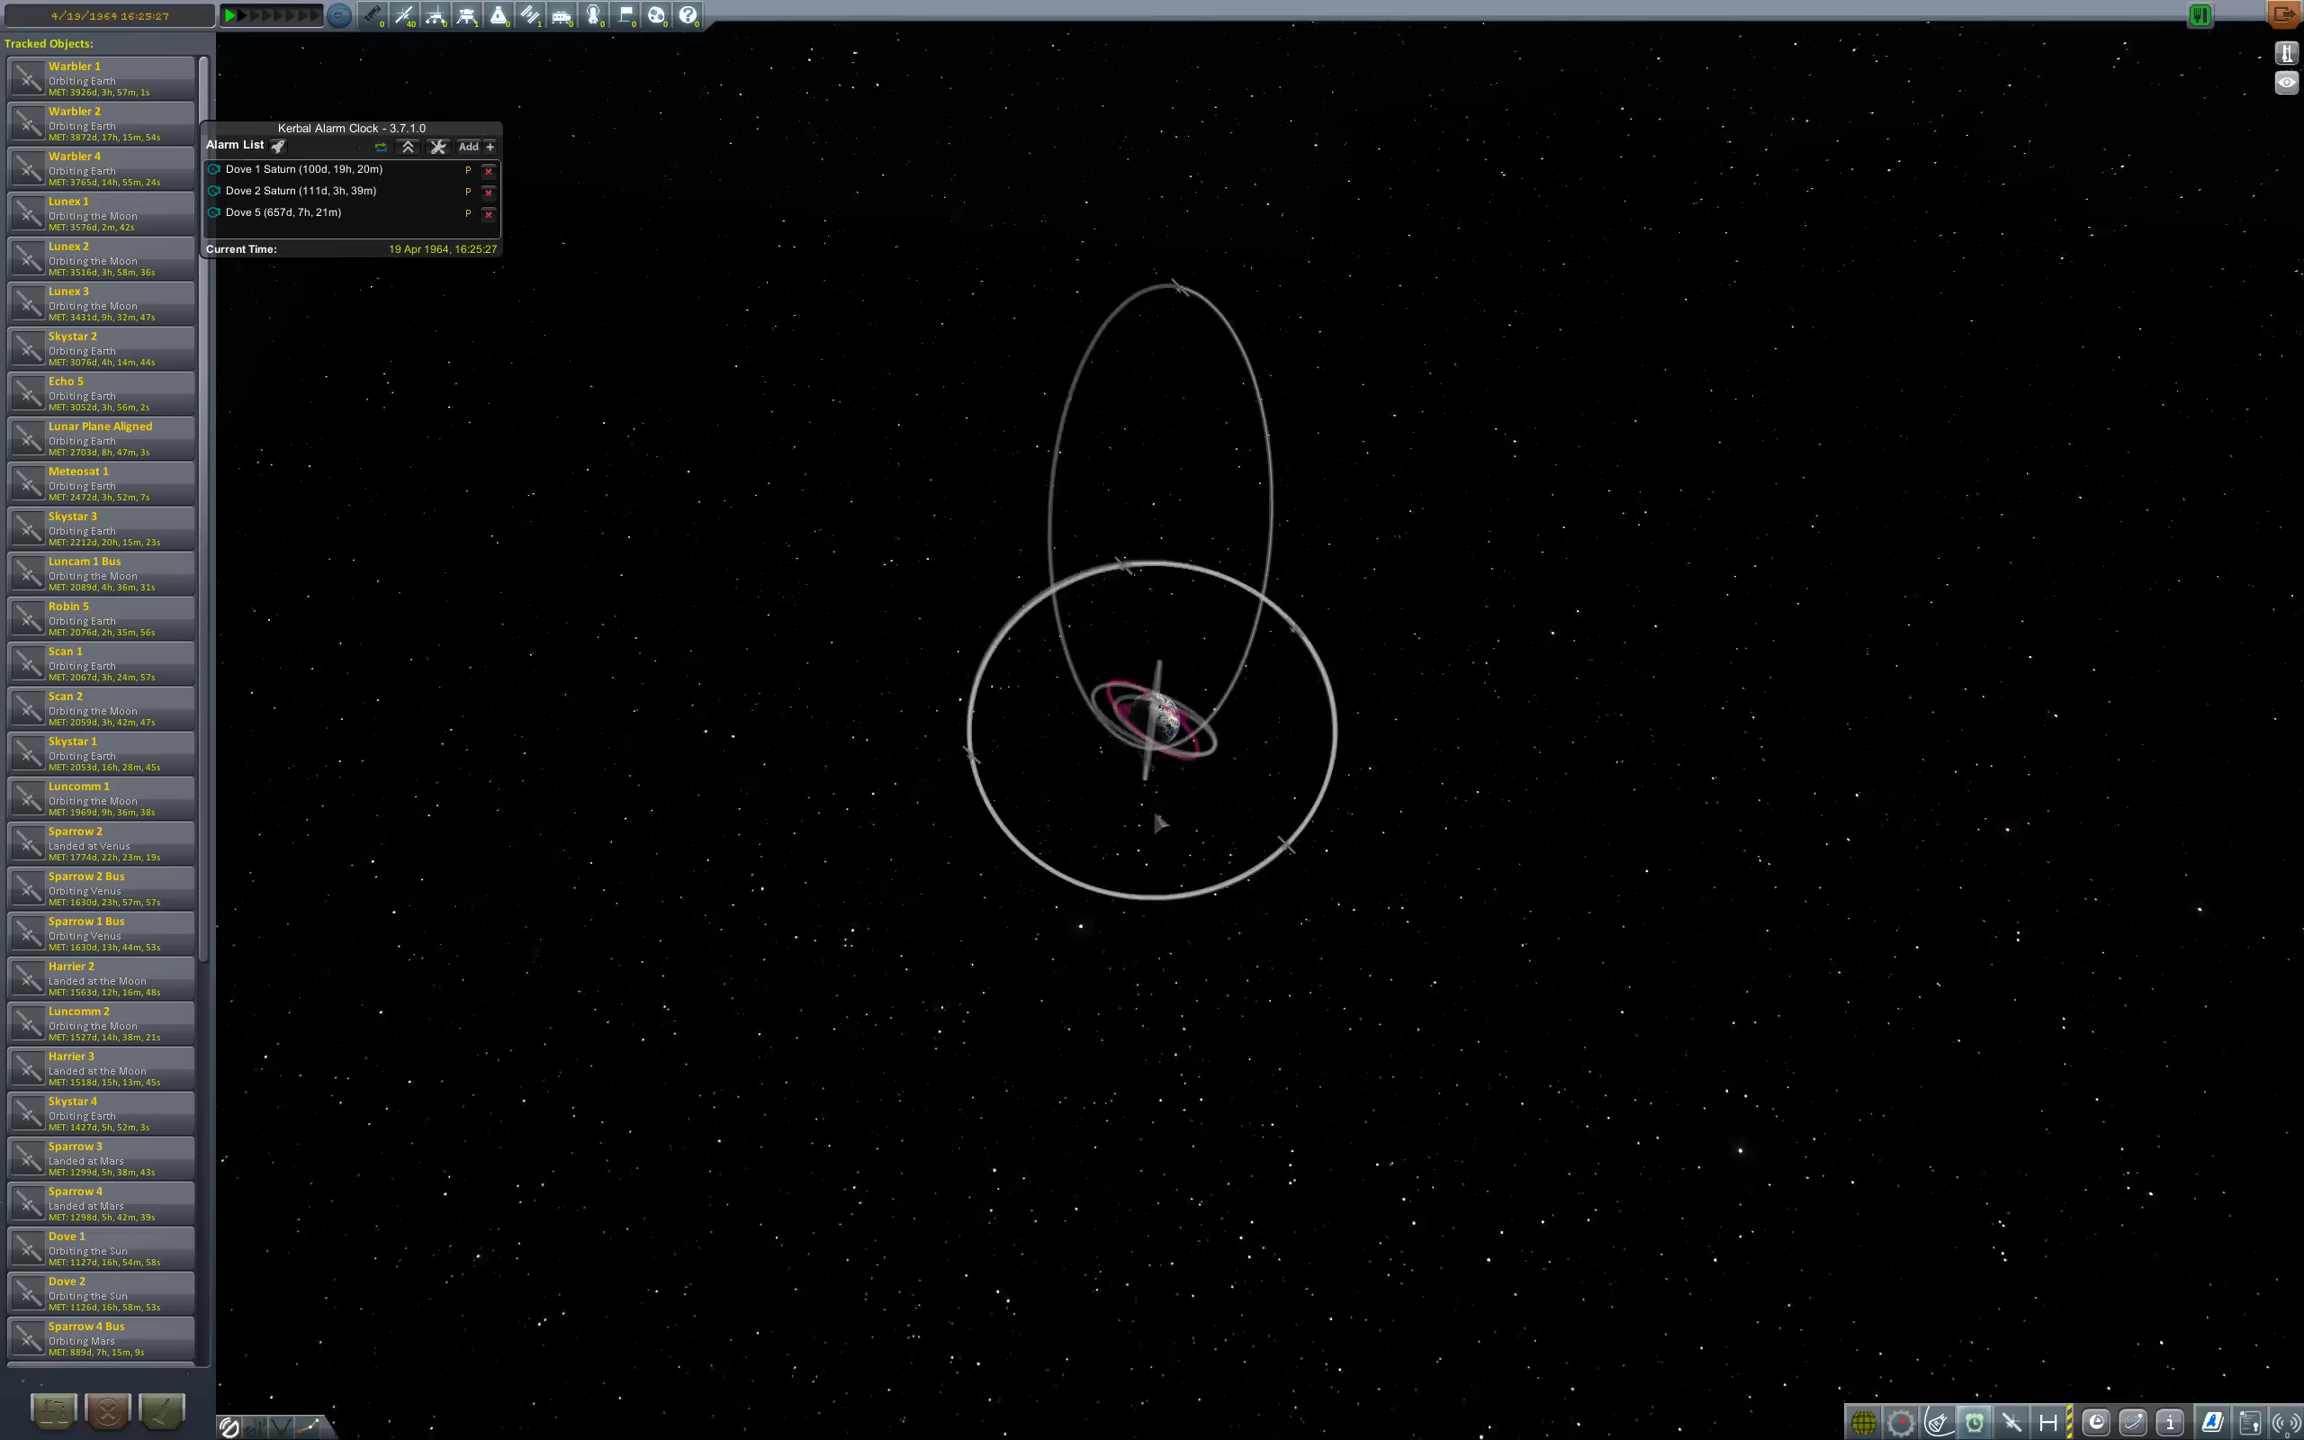 4/19/1964 16:25:27
0
40
0
1
0
1
0
0
0
0
0
Tracked Objects:
Warbler 1
Orbiting Earth
MET: 3926d, 3h, 57m, 1s
Warbler 2
Orbiting Earth
MET: 3872d, 17h, 15m, 54s
Warbler 4
Orbiting Earth
MET: 3765d, 14h, 55m, 24s
Lunex 1
Orbiting the Moon
MET: 3576d, 2m, 42s
Lunex 2
Orbiting the Moon
MET: 3516d, 3h, 58m, 36s
Lunex 3
Orbiting the Moon
MET: 3431d, 9h, 32m, 47s
Skystar 2
Orbiting Earth
MET: 3076d, 4h, 14m, 44s
Echo 5
Orbiting Earth
MET: 3052d, 3h, 56m, 2s
Lunar Plane Aligned
Orbiting Earth
MET: 2703d, 8h, 47m, 3s
Meteosat 1
Orbiting Earth
MET: 2472d, 3h, 52m, 7s
Skystar 3
Orbiting Earth
MET: 2212d, 20h, 15m, 23s
Luncam 1 Bus
Orbiting the Moon
MET: 2089d, 4h, 36m, 31s
Robin 5
Orbiting Earth
MET: 2076d, 2h, 35m, 56s
Scan 1
Orbiting Earth
MET: 2067d, 3h, 24m, 57s
Scan 2
Orbiting the Moon
MET: 2059d, 3h, 42m, 47s
Skystar 1
Orbiting Earth
MET: 2053d, 16h, 28m, 45s
Luncomm 1
Orbiting the Moon
MET: 1969d, 9h, 36m, 38s
Sparrow 2
Landed at Venus
MET: 1774d, 22h, 23m, 19s
Sparrow 2 Bus
Orbiting Venus
MET: 1630d, 23h, 57m, 57s
Sparrow 1 Bus
Orbiting Venus
MET: 1630d, 13h, 44m, 53s
Harrier 2
Landed at the Moon
MET: 1563d, 12h, 16m, 48s
Luncomm 2
Orbiting the Moon
MET: 1527d, 14h, 38m, 21s
Harrier 3
Landed at the Moon
MET: 1518d, 15h, 13m, 45s
Skystar 4
Orbiting Earth
MET: 1427d, 5h, 52m, 3s
Sparrow 3
Landed at Mars
MET: 1299d, 5h, 38m, 43s
Sparrow 4
Landed at Mars
MET: 1298d, 5h, 42m, 39s
Dove 1
Orbiting the Sun
MET: 1127d, 16h, 54m, 58s
Dove 2
Orbiting the Sun
MET: 1126d, 16h, 58m, 53s
Sparrow 4 Bus
Orbiting Mars
MET: 889d, 7h, 15m, 9s
Kerbal Alarm Clock - 3.7.1.0
Alarm List Add +
Dove 1 Saturn (100d, 19h, 20m) P
Dove 2 Saturn (111d, 3h, 39m) P
Dove 5 (657d, 7h, 21m) P
Current Time: 19 Apr 1964, 16:25:27